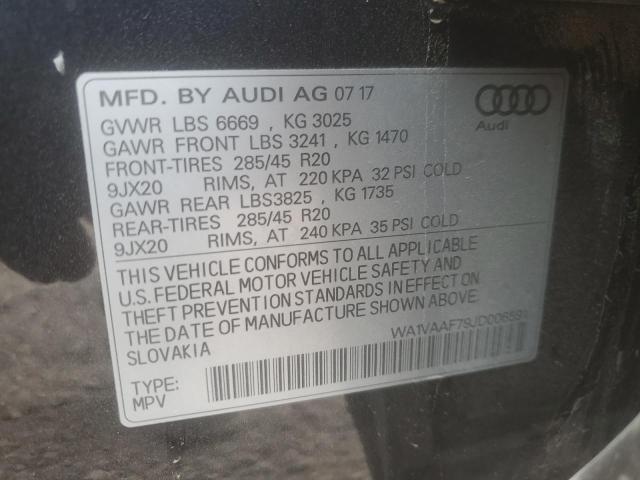 MFD. BY AUDI AG 07 17
Audi
GVWR LBS 6669 , KG 3025
GAWR FRONT LBS 3241 , KG 1470
FRONT-TIRES 285/45 R20
9JX20 RIMS, AT 220 KPA 32 PSI COLD
GAWR REAR LBS3825 , KG 1735
REAR-TIRES 285/45 R20
9JX20 RIMS, AT 240 KPA 35 PSI COLD
THIS VEHICLE CONFORMS TO ALL APPLICABLE
U.S. FEDERAL MOTOR VEHICLE SAFETY AND
THEFT PREVENTION STANDARDS IN EFFECT ON
THE DATE OF MANUFACTURE SHOWN ABOVE.
SLOVAKIA
TYPE:
MPV